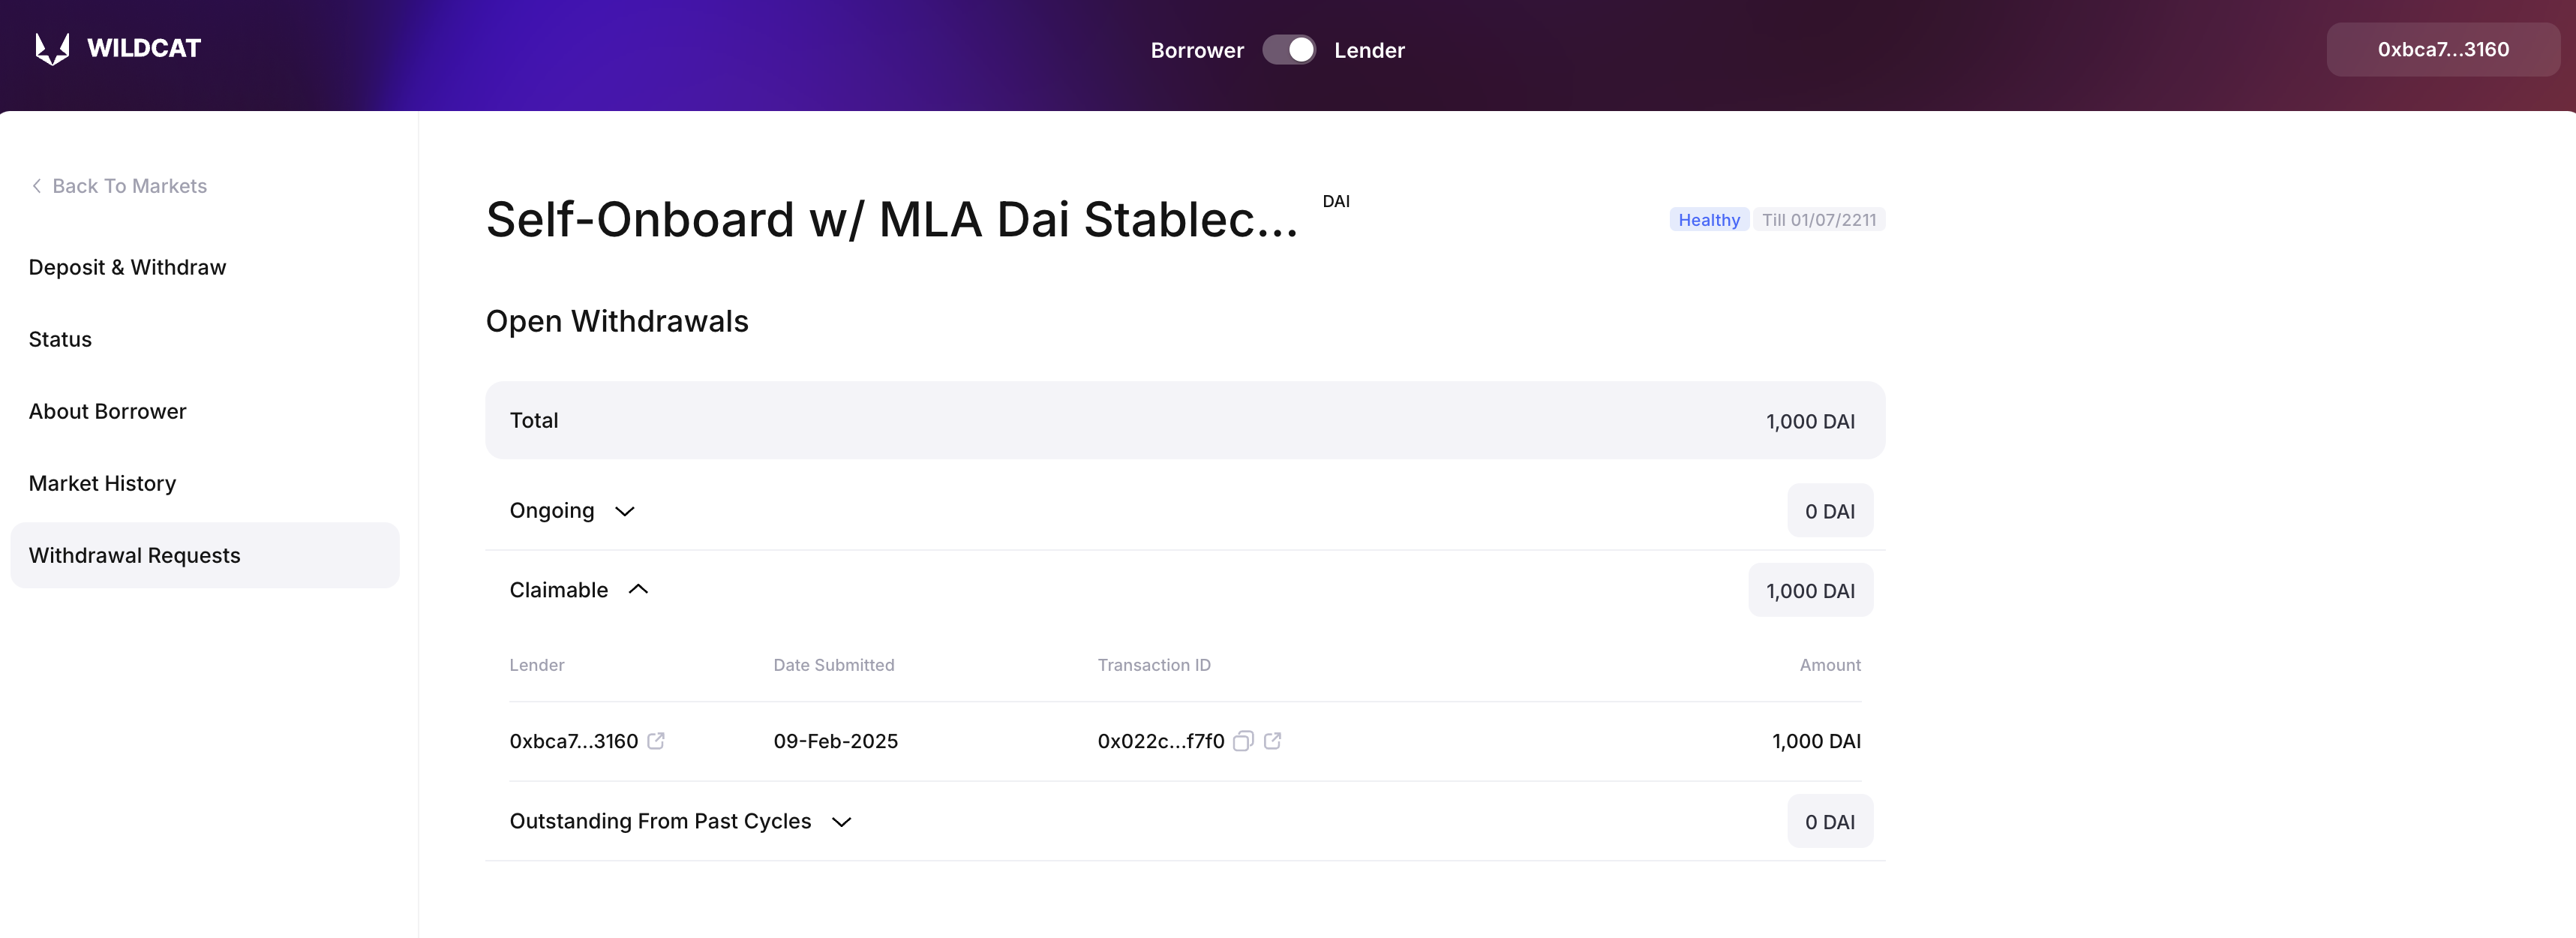 WILDCAT
Borrower Lender
0xbca7...3160
Back To Markets
Deposit & Withdraw
Status
About Borrower
Market History
Withdrawal Requests
Self-Onboard w/ MLA Dai Stablec... DAI
Healthy Till 01/07/2211
Open Withdrawals
Total 1,000 DAI
Ongoing 0 DAI
Claimable 1,000 DAI
Lender Date Submitted Transaction ID Amount
0xbca7...3160 09-Feb-2025 0x022c...f7f0 1,000 DAI
Outstanding From Past Cycles 0 DAI